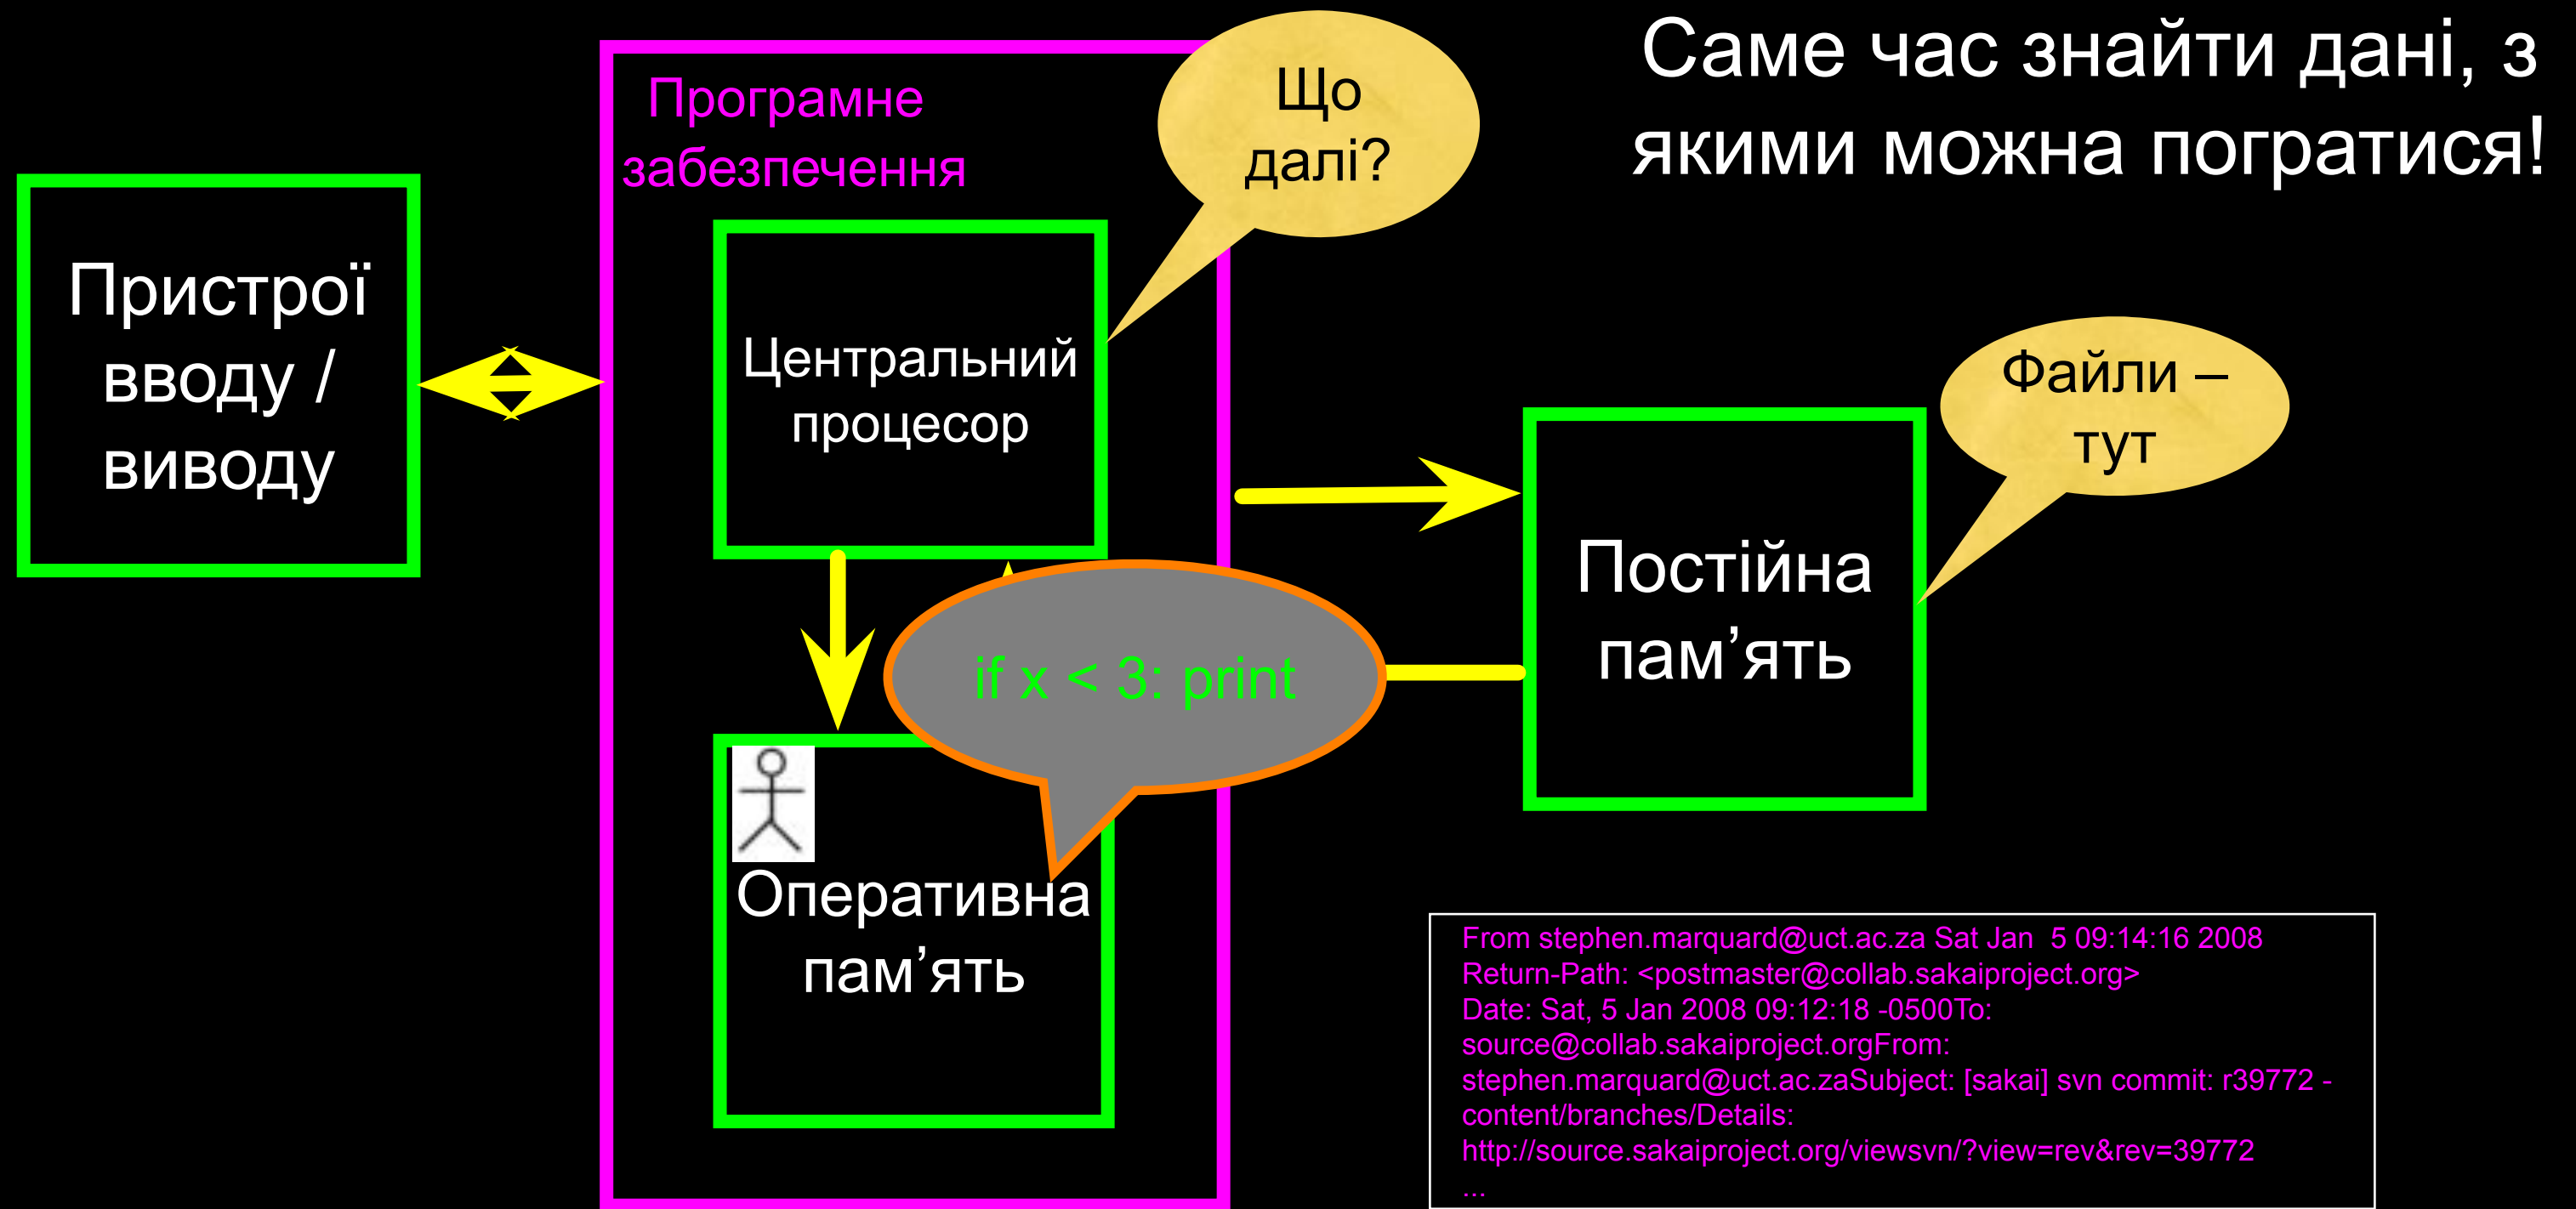 Саме час знайти дані, з
якими можна погратися!
Програмне
забезпечення
Що
далі?
Пристрої
вводу /
виводу
Центральний
процесор
Файли –
тут
Постійна
пам’ять
if x < 3: print
Оперативна
пам’ять
From stephen.marquard@uct.ac.za Sat Jan  5 09:14:16 2008
Return-Path: <postmaster@collab.sakaiproject.org>
Date: Sat, 5 Jan 2008 09:12:18 -0500To:
source@collab.sakaiproject.orgFrom:
stephen.marquard@uct.ac.zaSubject: [sakai] svn commit: r39772 -
content/branches/Details:
http://source.sakaiproject.org/viewsvn/?view=rev&rev=39772
...